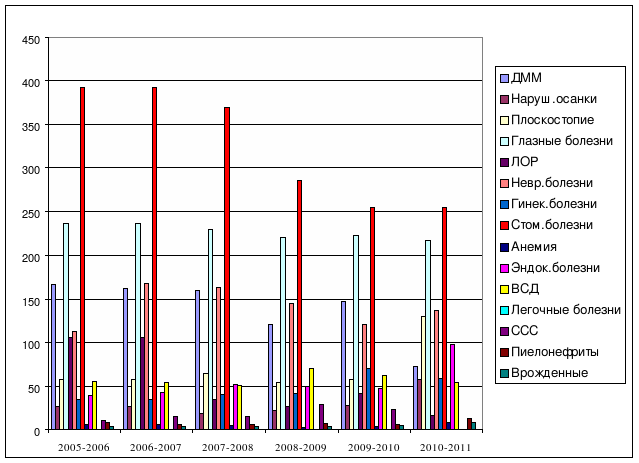 450
400
350
300
250
200
150
100
50
0
2005-2006 2006-2007 2007-2008 2008-2009 2009-2010 2010-2011
ДММ
Наруш.осанки
Плоскостопие
Глазные болезни
ЛОР
Невр.болезни
Гинек.болезни
Стом.болезни
Анемия
Эндок.болезни
ВСД
Легочные болезни
ССС
Пиелонефриты
Врожденные